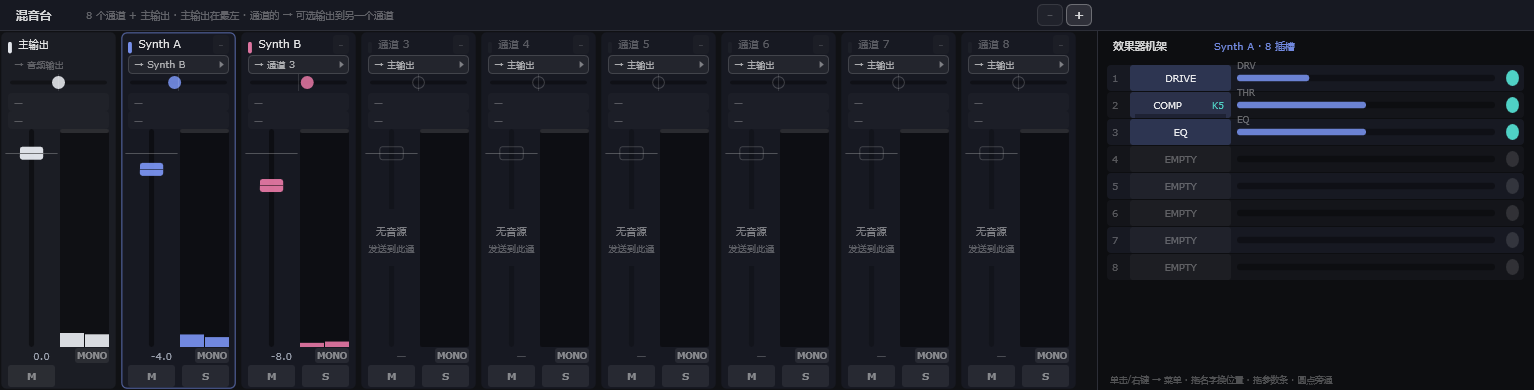 混音台
8 个通道 + 主输出 · 主输出在最左 · 通道的 → 可选输出到另一个通道
- +
主输出
→ 音频输出
—
—
0.0 MONO
M
Synth A -
→ Synth B
—
—
-4.0 MONO
M S
Synth B -
→ 通道 3
—
—
-8.0 MONO
M S
通道 3 -
→ 主输出
—
—
无音源
发送到此通
— MONO
M S
通道 4 -
→ 主输出
—
—
无音源
发送到此通
— MONO
M S
通道 5 -
→ 主输出
—
—
无音源
发送到此通
— MONO
M S
通道 6 -
→ 主输出
—
—
无音源
发送到此通
— MONO
M S
通道 7 -
→ 主输出
—
—
无音源
发送到此通
— MONO
M S
通道 8 -
→ 主输出
—
—
无音源
发送到此通
— MONO
M S
效果器机架 Synth A · 8 插槽
DRV
1 DRIVE
THR
2 COMP K5
EQ
3 EQ
4 EMPTY
5 EMPTY
6 EMPTY
7 EMPTY
8 EMPTY
单击/右键 → 菜单 · 拖名字换位置 · 拖参数条 · 圆点旁通